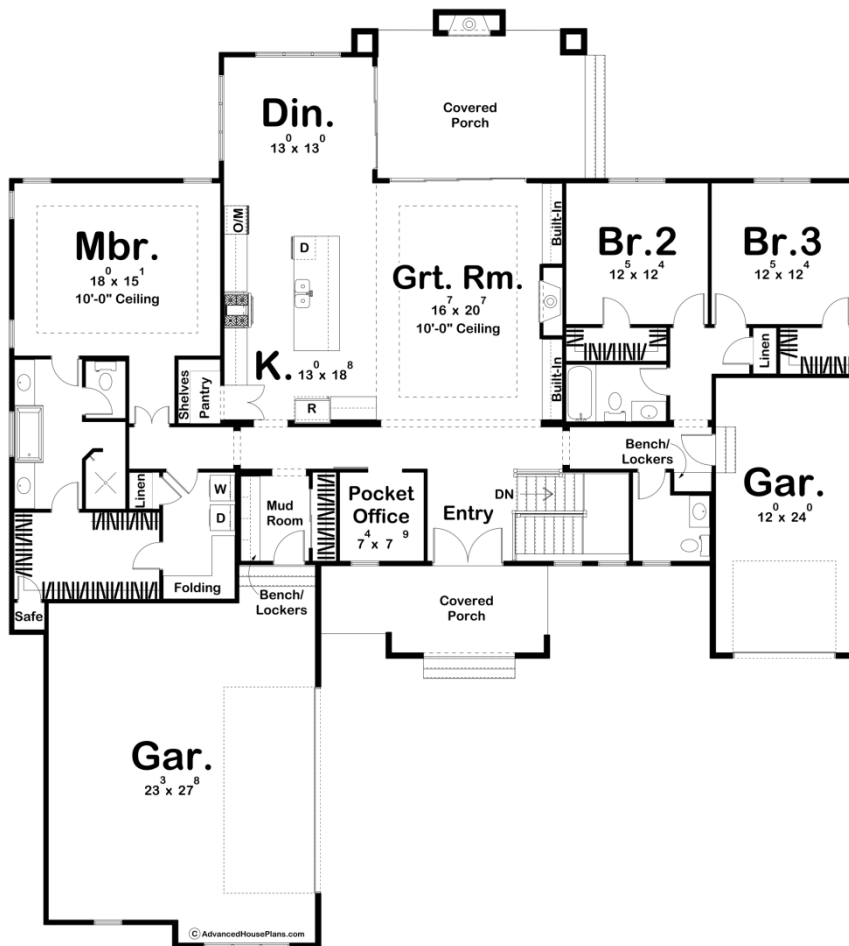 Din.
13⁰ x 13⁰
Covered
Porch
O/M
D
Mbr.
18⁰ x 15¹
10'-0" Ceiling
Grt. Rm.
16⁷ x 20⁷
10'-0" Ceiling
Built-In
Built-In
Br.2
12⁵ x 12⁴
Br.3
12⁵ x 12⁴
Linen
K. 13⁰ x 18⁸
Shelves
Pantry
R
Bench/
Lockers
Gar.
12⁰ x 24⁰
Linen
W
D
Folding
Safe
Mud
Room
Bench/
Lockers
Pocket
Office
7⁴ x 7⁹
Entry
DN
Covered
Porch
Gar.
23³ x 27⁸
© AdvancedHousePlans.com